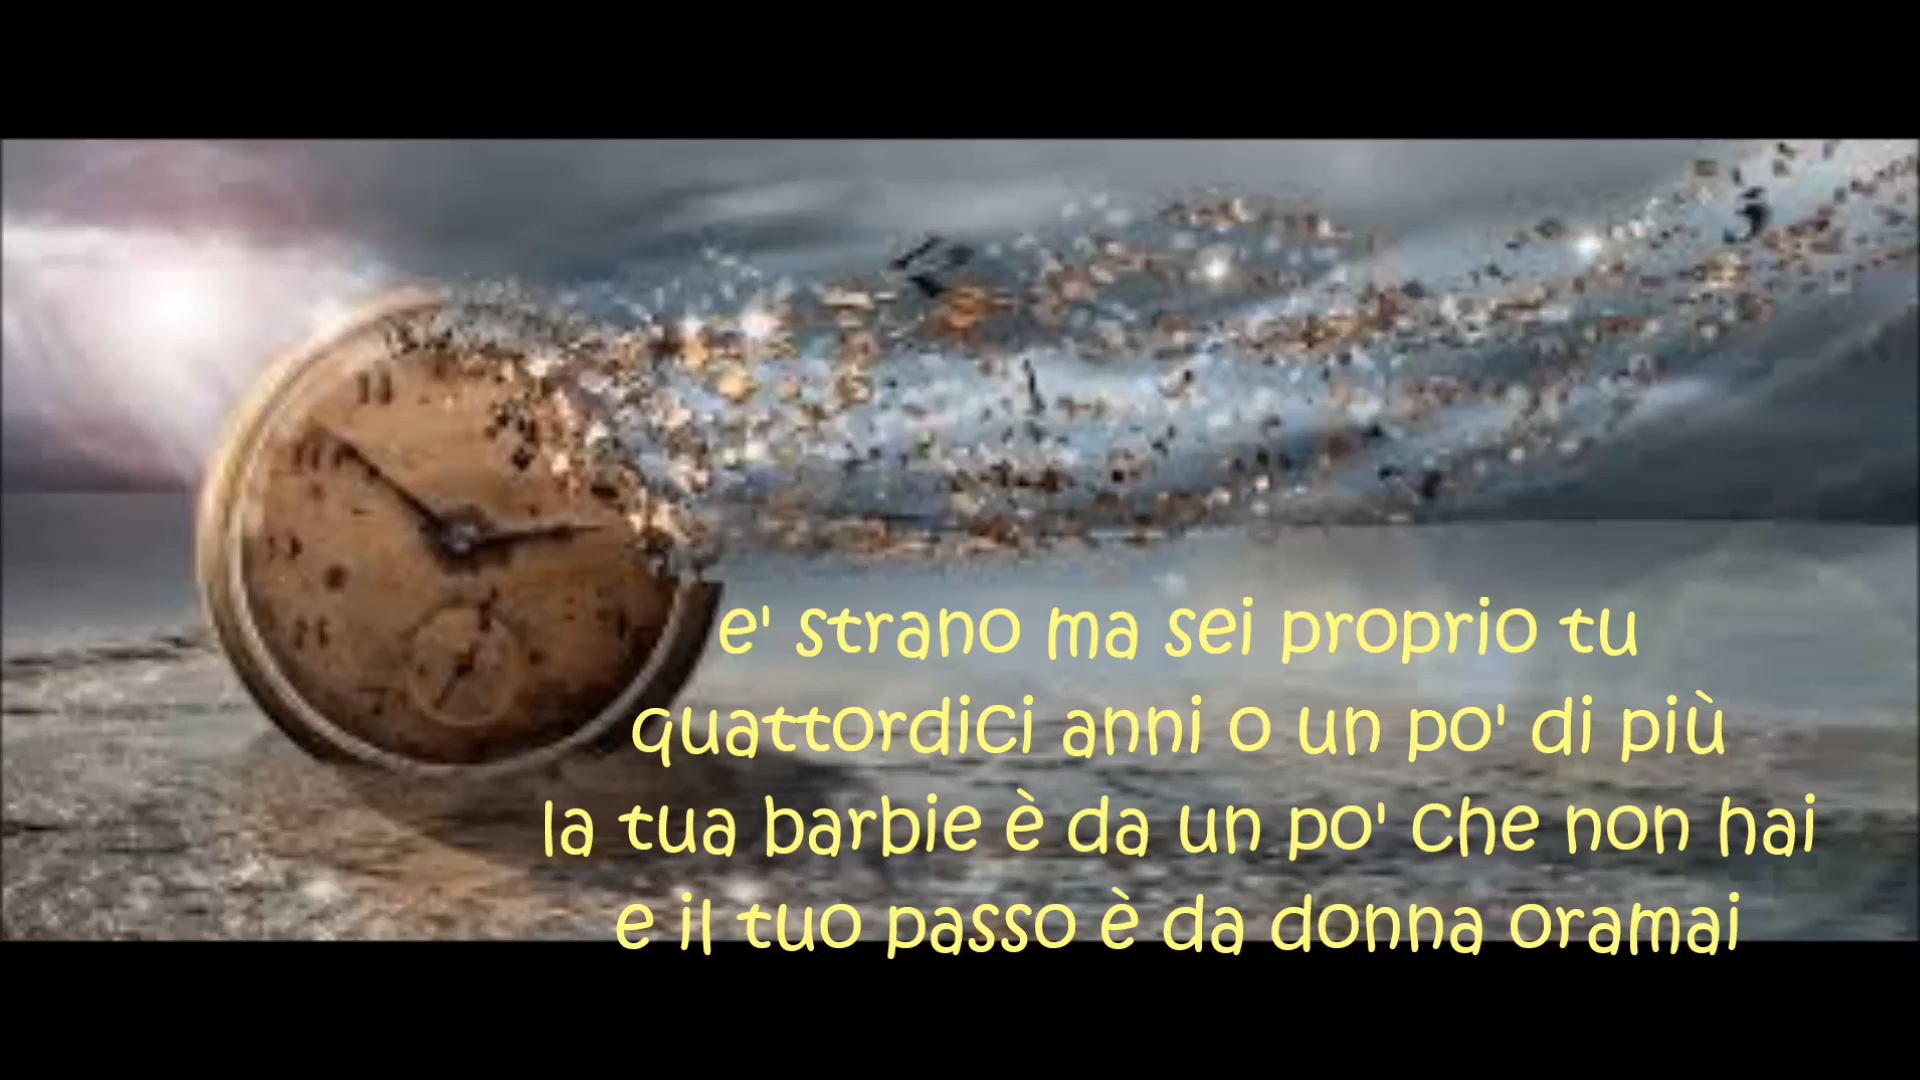 e' strano ma sei proprio tu
quattordici anni o un po' di più
la tua barbie è da un po' che non hai
e il tuo passo è da donna oramai